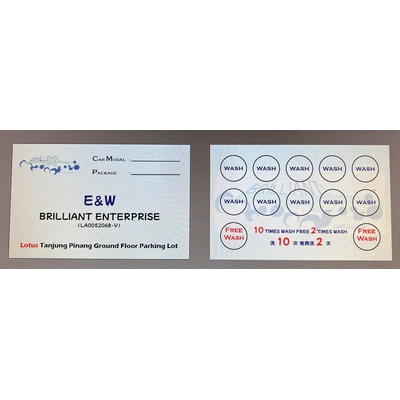 CAR MODAL :
PACKAGE :
E&W
BRILLIANT ENTERPRISE
(LA0052068-V)
Lotus Tanjung Pinang Ground Floor Parking Lot
WASH WASH WASH WASH WASH
WASH WASH WASH WASH WASH
FREE WASH
10 TIMES WASH FREE 2 TIMES WASH
洗 10 次 免费洗 2 次
FREE WASH